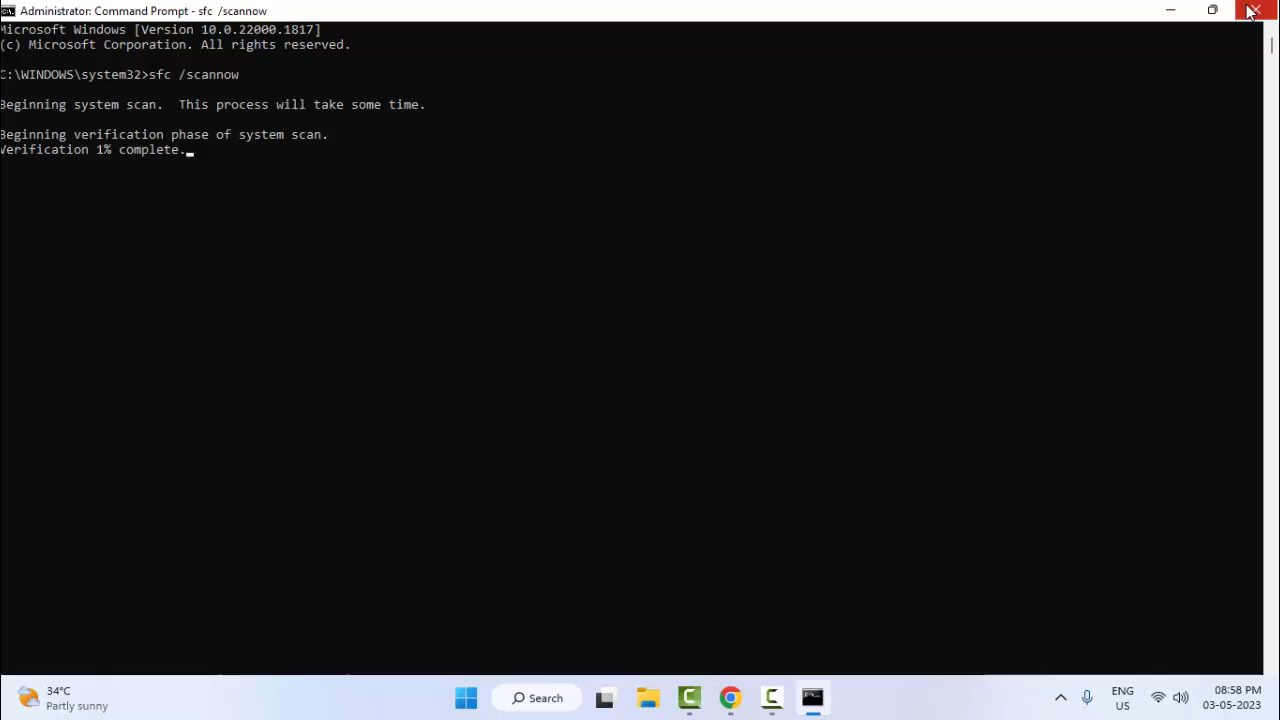 Administrator: Command Prompt - sfc /scannow
Microsoft Windows [Version 10.0.22000.1817]
(c) Microsoft Corporation. All rights reserved.
C:\WINDOWS\system32>sfc /scannow
Beginning system scan.  This process will take some time.
Beginning verification phase of system scan.
Verification 1% complete.
34°C
Partly sunny
Search
ENG
US
08:58 PM
03-05-2023